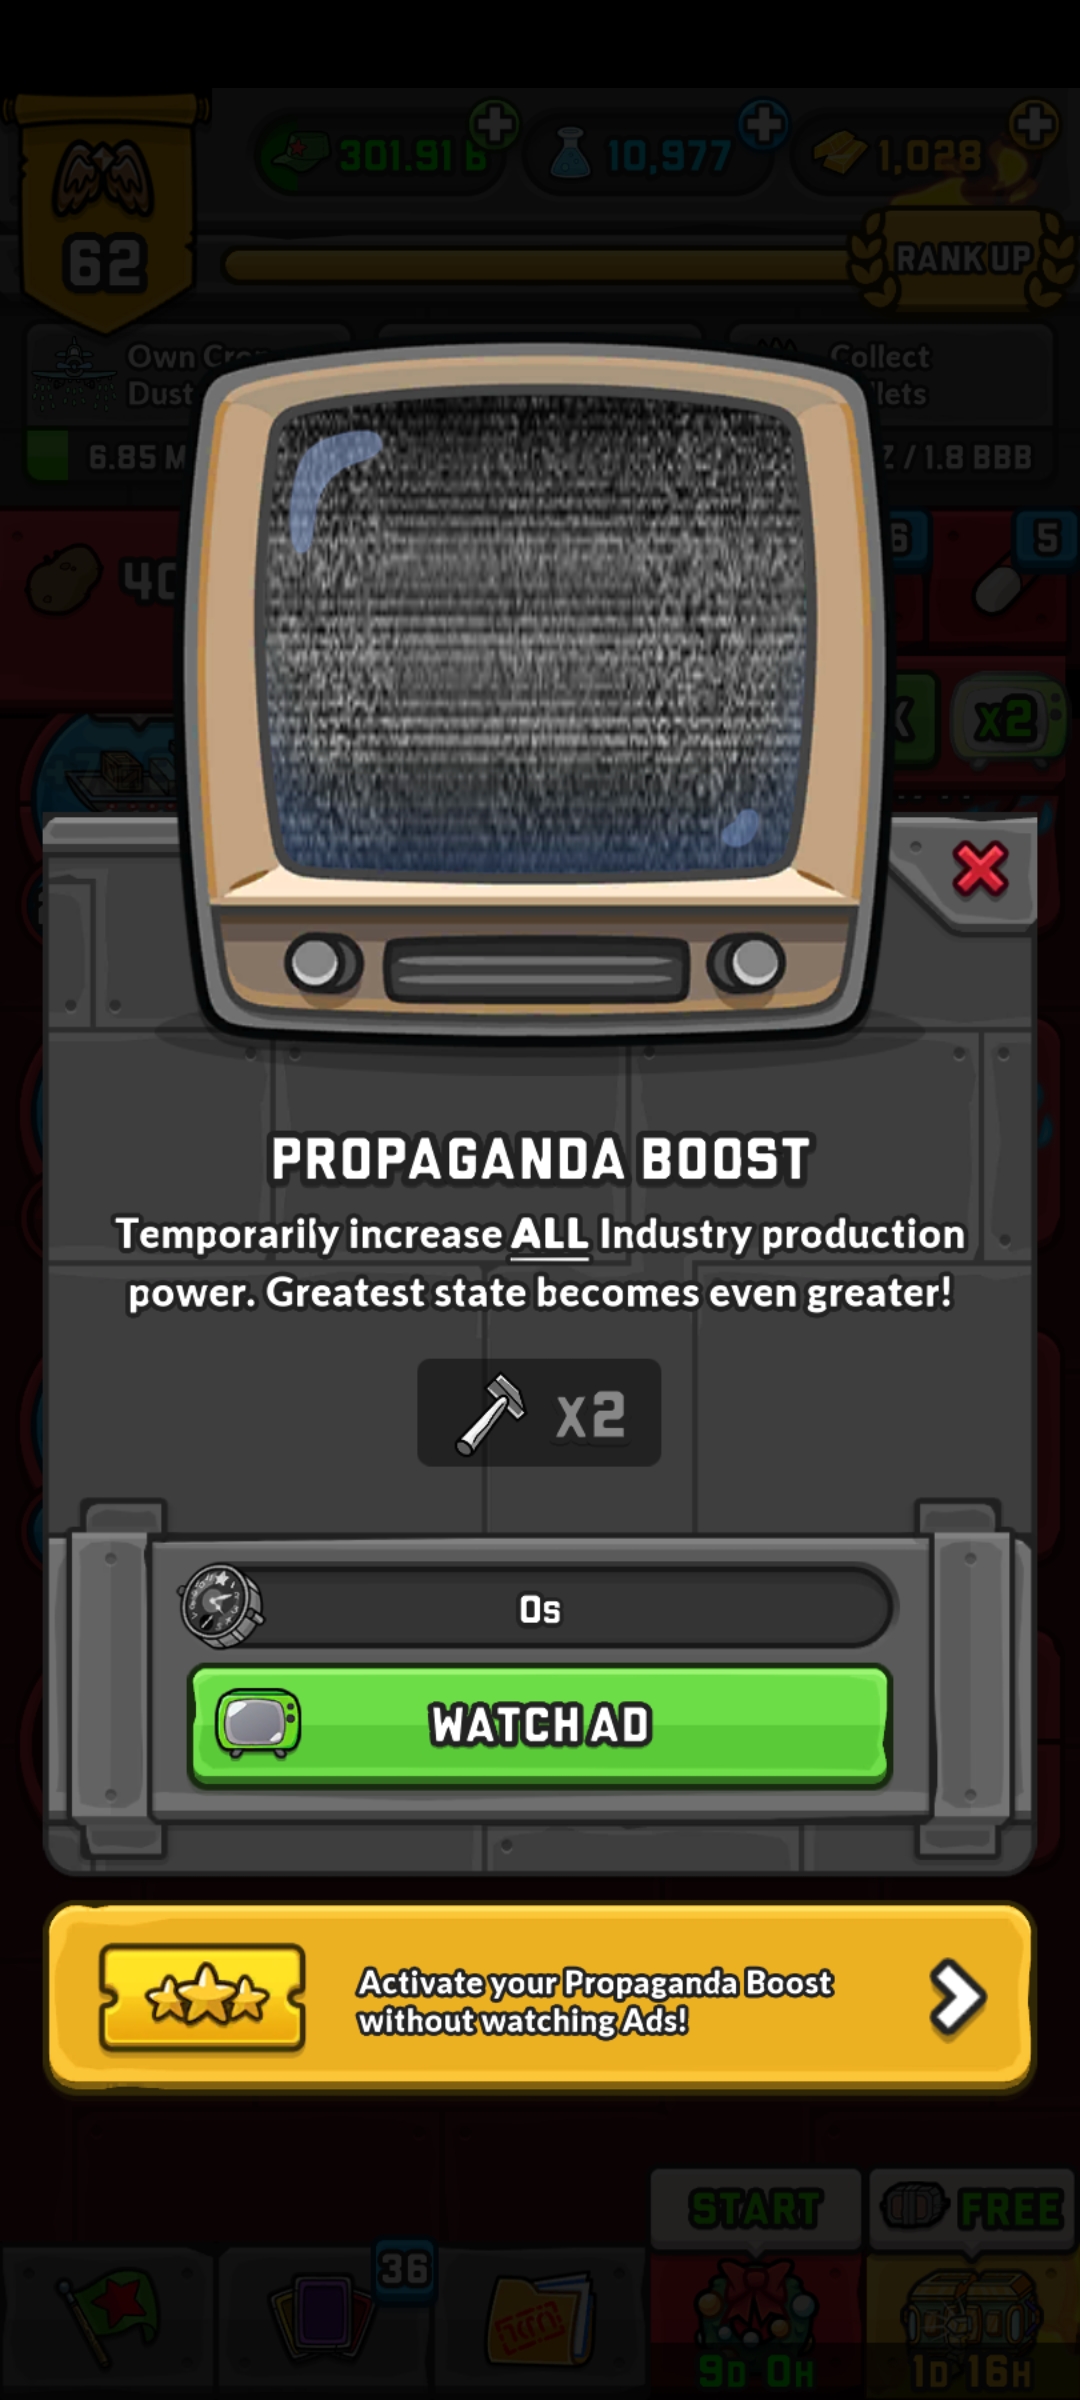 301.91 B
10,977
1,028
62
RANK UP
Own Crop
Dust
Collect
lets
6.85 M
Z / 1.8 BBB
40
6
5
x2
PROPAGANDA BOOST
Temporarily increase ALL Industry production
power. Greatest state becomes even greater!
x2
0s
WATCH AD
Activate your Propaganda Boost
without watching Ads!
START
FREE
36
9D 0H
1D 16H